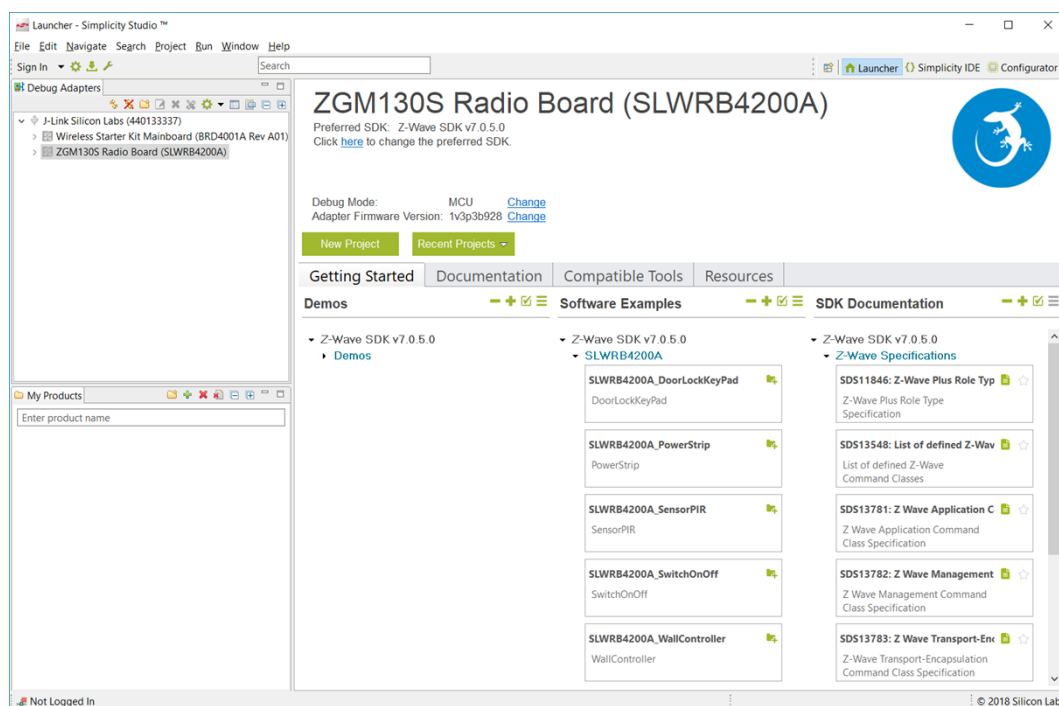 Launcher - Simplicity Studio ™
File Edit Navigate Search Project Run Window Help
Sign In
Search
Launcher
Simplicity IDE
Configurator
Debug Adapters
J-Link Silicon Labs (440133337)
Wireless Starter Kit Mainboard (BRD4001A Rev A01)
ZGM130S Radio Board (SLWRB4200A)
My Products
Enter product name
ZGM130S Radio Board (SLWRB4200A)
Preferred SDK: Z-Wave SDK v7.0.5.0
Click here to change the preferred SDK.
Debug Mode: MCU Change
Adapter Firmware Version: 1v3p3b928 Change
New Project
Recent Projects
Getting Started
Documentation
Compatible Tools
Resources
Demos
Z-Wave SDK v7.0.5.0
Demos
Software Examples
Z-Wave SDK v7.0.5.0
SLWRB4200A
SLWRB4200A_DoorLockKeyPad
DoorLockKeyPad
SLWRB4200A_PowerStrip
PowerStrip
SLWRB4200A_SensorPIR
SensorPIR
SLWRB4200A_SwitchOnOff
SwitchOnOff
SLWRB4200A_WallController
WallController
SDK Documentation
Z-Wave SDK v7.0.5.0
Z-Wave Specifications
SDS11846: Z-Wave Plus Role Typ
Z-Wave Plus Role Type
Specification
SDS13548: List of defined Z-Wav
List of defined Z-Wave
Command Classes
SDS13781: Z Wave Application C
Z Wave Application Command
Class Specification
SDS13782: Z Wave Management
Z Wave Management Command
Class Specification
SDS13783: Z Wave Transport-Enc
Z-Wave Transport-Encapsulation
Command Class Specification
Not Logged In
© 2018 Silicon Lab